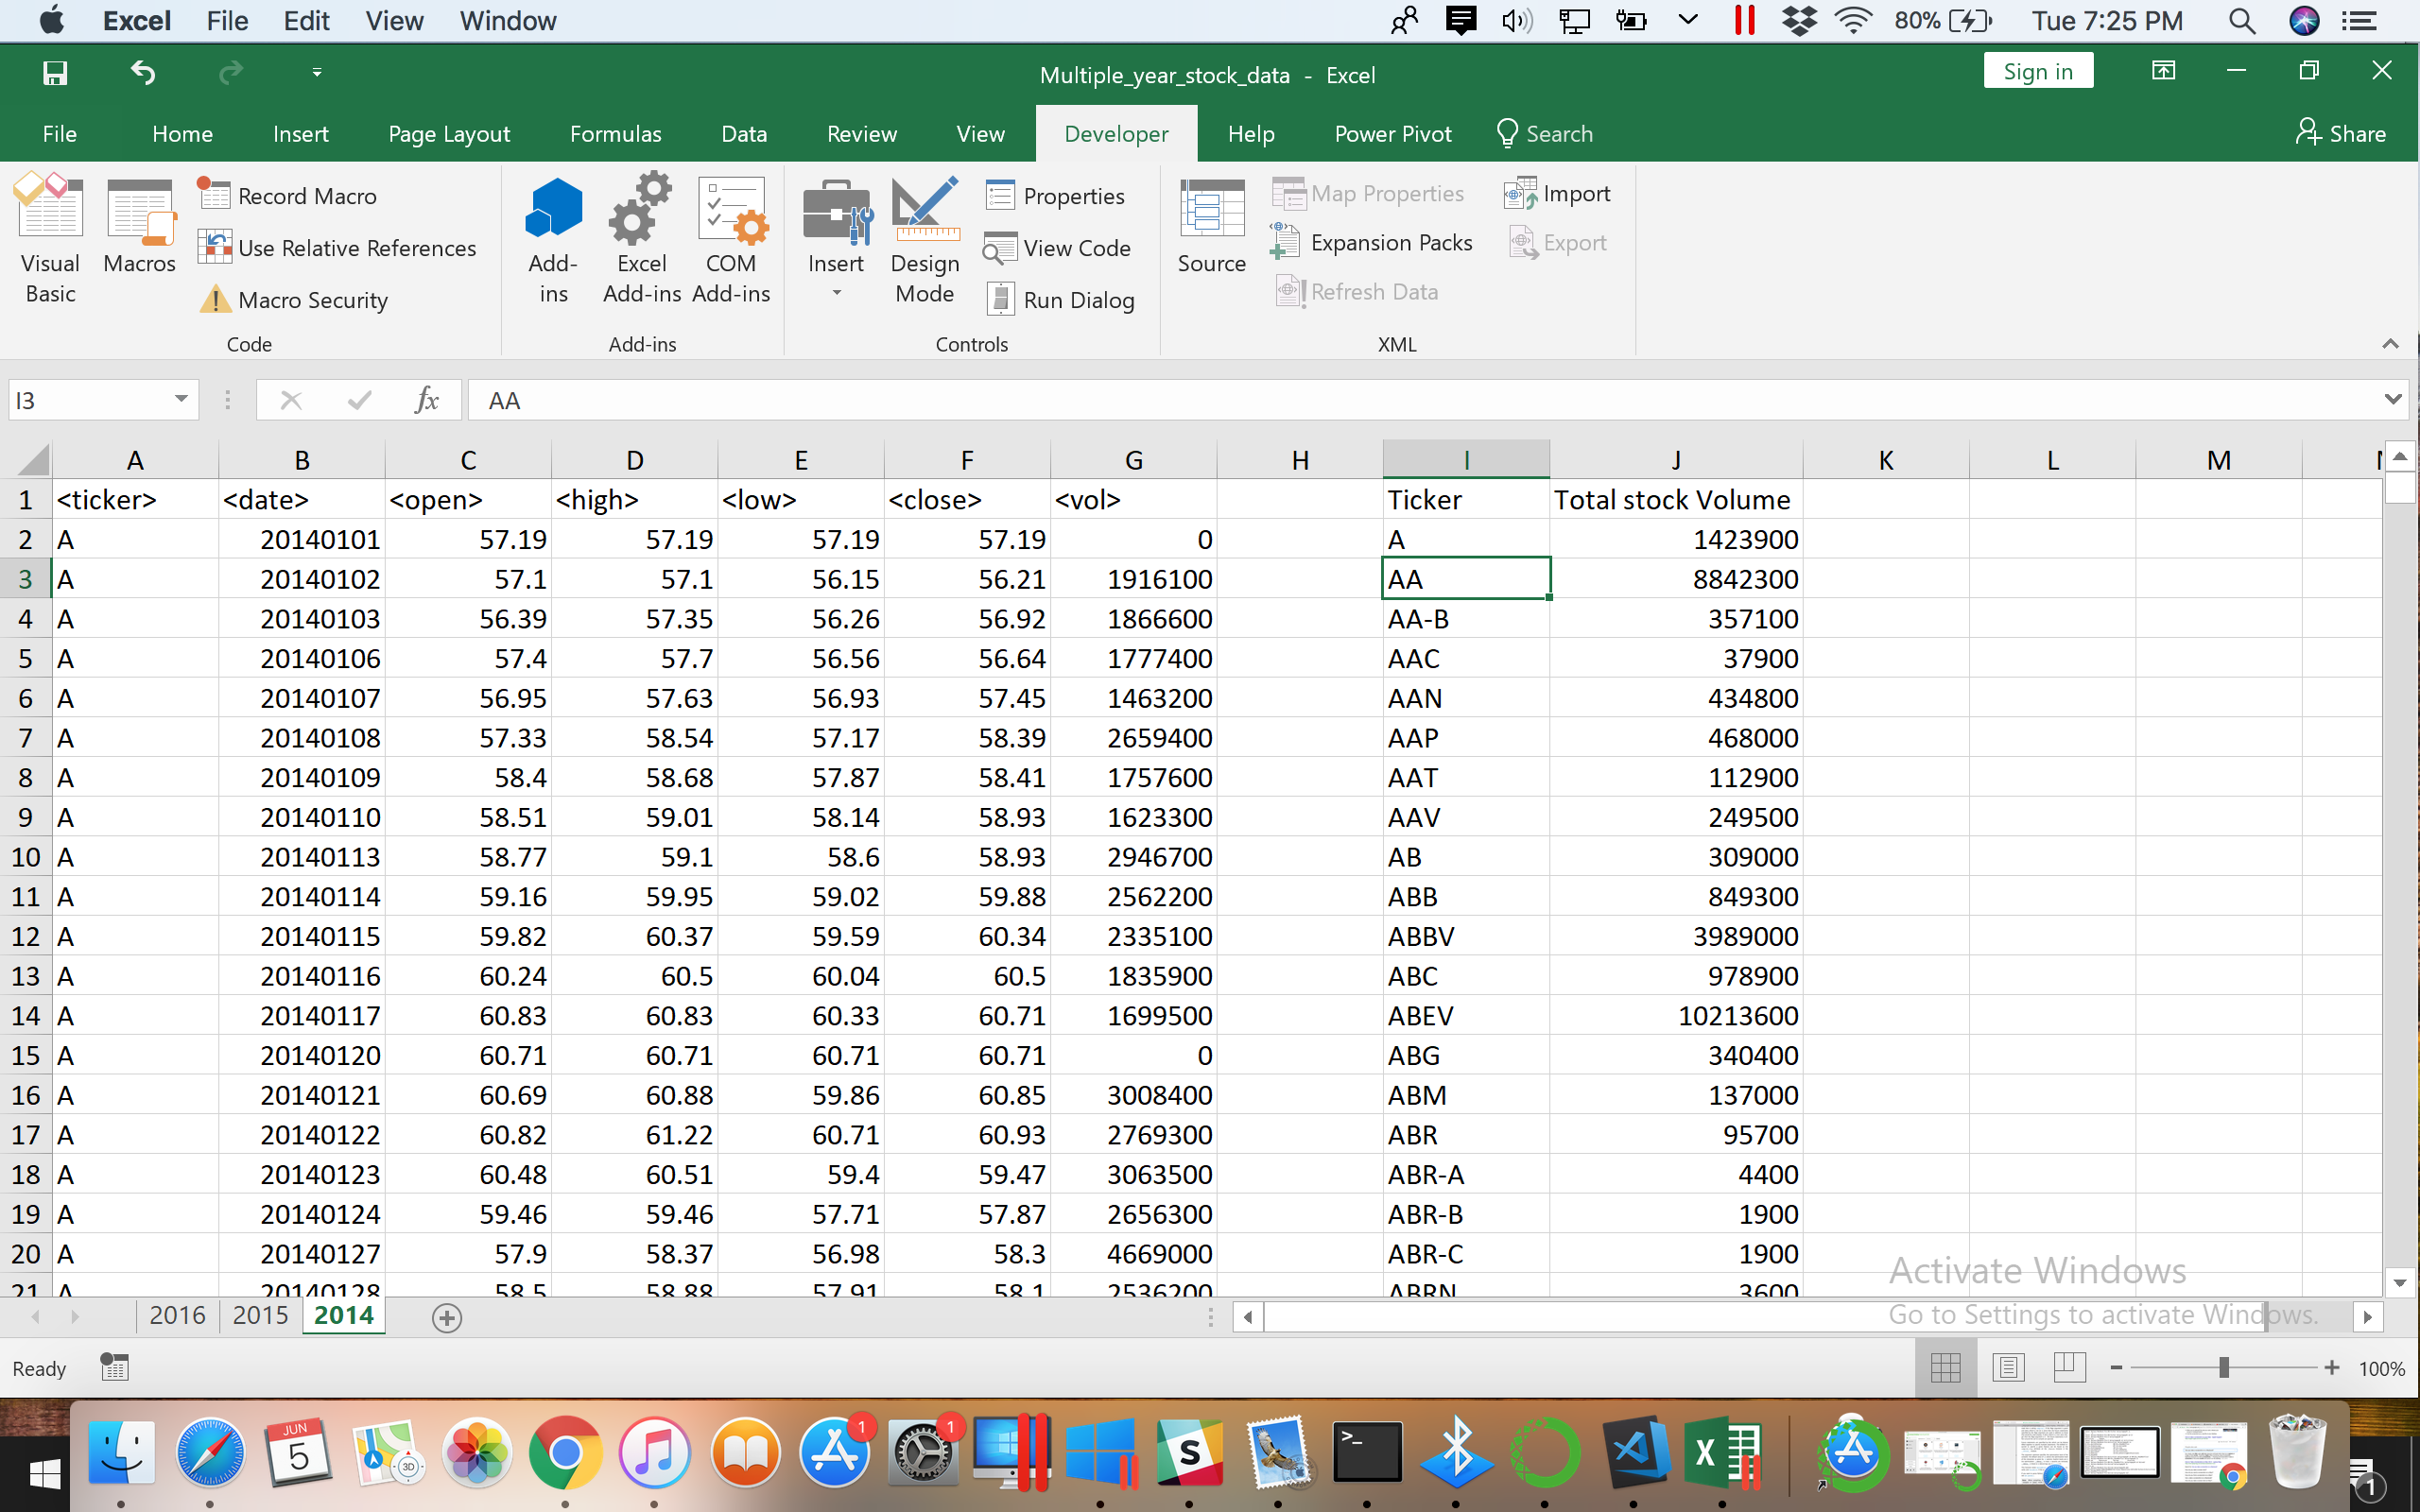 Excel File Edit View Window 80% Tue 7:25 PM
Multiple_year_stock_data - Excel Sign in
File Home Insert Page Layout Formulas Data Review View Developer Help Power Pivot Search Share
Visual Basic
Macros
Record Macro
Use Relative References
Macro Security
Code
Add-ins
Excel Add-ins
COM Add-ins
Add-ins
Insert
Design Mode
Properties
View Code
Run Dialog
Controls
Source
Map Properties
Expansion Packs
Refresh Data
Import
Export
XML
I3 fx AA
A B C D E F G H I J K L M
1 <ticker> <date> <open> <high> <low> <close> <vol> Ticker Total stock Volume
2 A 20140101 57.19 57.19 57.19 57.19 0 A 1423900
3 A 20140102 57.1 57.1 56.15 56.21 1916100 AA 8842300
4 A 20140103 56.39 57.35 56.26 56.92 1866600 AA-B 357100
5 A 20140106 57.4 57.7 56.56 56.64 1777400 AAC 37900
6 A 20140107 56.95 57.63 56.93 57.45 1463200 AAN 434800
7 A 20140108 57.33 58.54 57.17 58.39 2659400 AAP 468000
8 A 20140109 58.4 58.68 57.87 58.41 1757600 AAT 112900
9 A 20140110 58.51 59.01 58.14 58.93 1623300 AAV 249500
10 A 20140113 58.77 59.1 58.6 58.93 2946700 AB 309000
11 A 20140114 59.16 59.95 59.02 59.88 2562200 ABB 849300
12 A 20140115 59.82 60.37 59.59 60.34 2335100 ABBV 3989000
13 A 20140116 60.24 60.5 60.04 60.5 1835900 ABC 978900
14 A 20140117 60.83 60.83 60.33 60.71 1699500 ABEV 10213600
15 A 20140120 60.71 60.71 60.71 60.71 0 ABG 340400
16 A 20140121 60.69 60.88 59.86 60.85 3008400 ABM 137000
17 A 20140122 60.82 61.22 60.71 60.93 2769300 ABR 95700
18 A 20140123 60.48 60.51 59.4 59.47 3063500 ABR-A 4400
19 A 20140124 59.46 59.46 57.71 57.87 2656300 ABR-B 1900
20 A 20140127 57.9 58.37 56.98 58.3 4669000 ABR-C 1900
21 A 20140128 58.5 58.88 57.91 58.1 2536200 ABRN 3600
Activate Windows
Go to Settings to activate Windows.
2016 2015 2014
Ready 100%
JUN
5
3D
1
1
S
>_
X
1